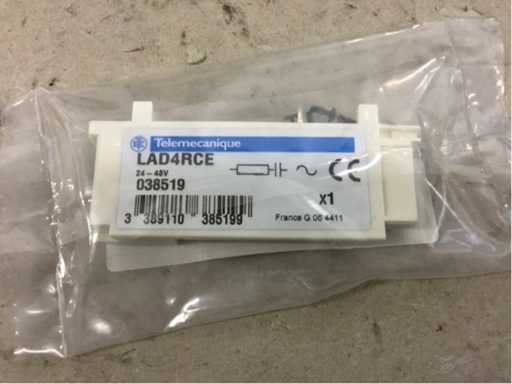 Telemecanique
LAD4RCE
24-48V
038519
x1
3 389110 385199
France G 06 4411